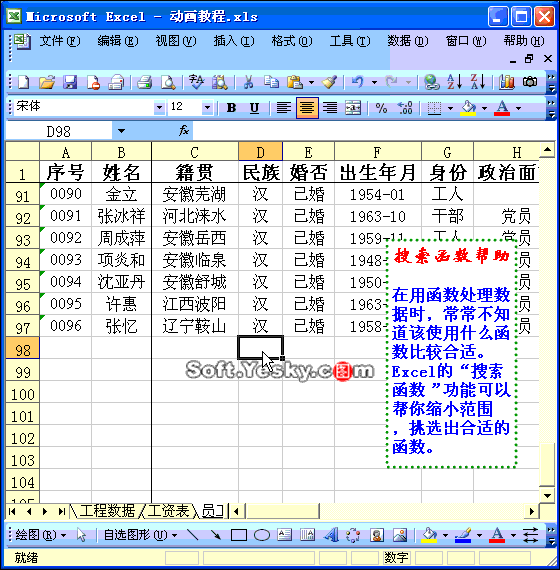 Microsoft Excel - 动画教程.xls
文件(F) 编辑(E) 视图(V) 插入(I) 格式(O) 工具(T) 数据(D) 窗口(W) 帮助(H)
宋体 12 B U
D98 fx
A B C D E F G H
1 序号 姓名 籍贯 民族 婚否 出生年月 身份 政治面
91 0090 金立 安徽芜湖 汉 已婚 1954-01 工人
92 0091 张冰祥 河北涞水 汉 已婚 1963-10 干部 党员
93 0092 周成萍 安徽岳西 汉 已婚 1959-11 工人 党员
94 0093 项炎和 安徽临泉 汉 已婚 1948-
95 0094 沈亚丹 安徽舒城 汉 已婚 1950-
96 0095 许惠 江西波阳 汉 已婚 1963-
97 0096 张忆 辽宁鞍山 汉 已婚 1958-
98
99
100
101
102
103
104
搜索函数帮助
在用函数处理数
据时，常常不知
道该使用什么函
数比较合适。
Excel的“搜索
函数”功能可以
帮你缩小范围
，挑选出合适的
函数。
Soft.Yesky.com
工程数据 工资表 员
绘图(R) 自选图形(U)
就绪 数字